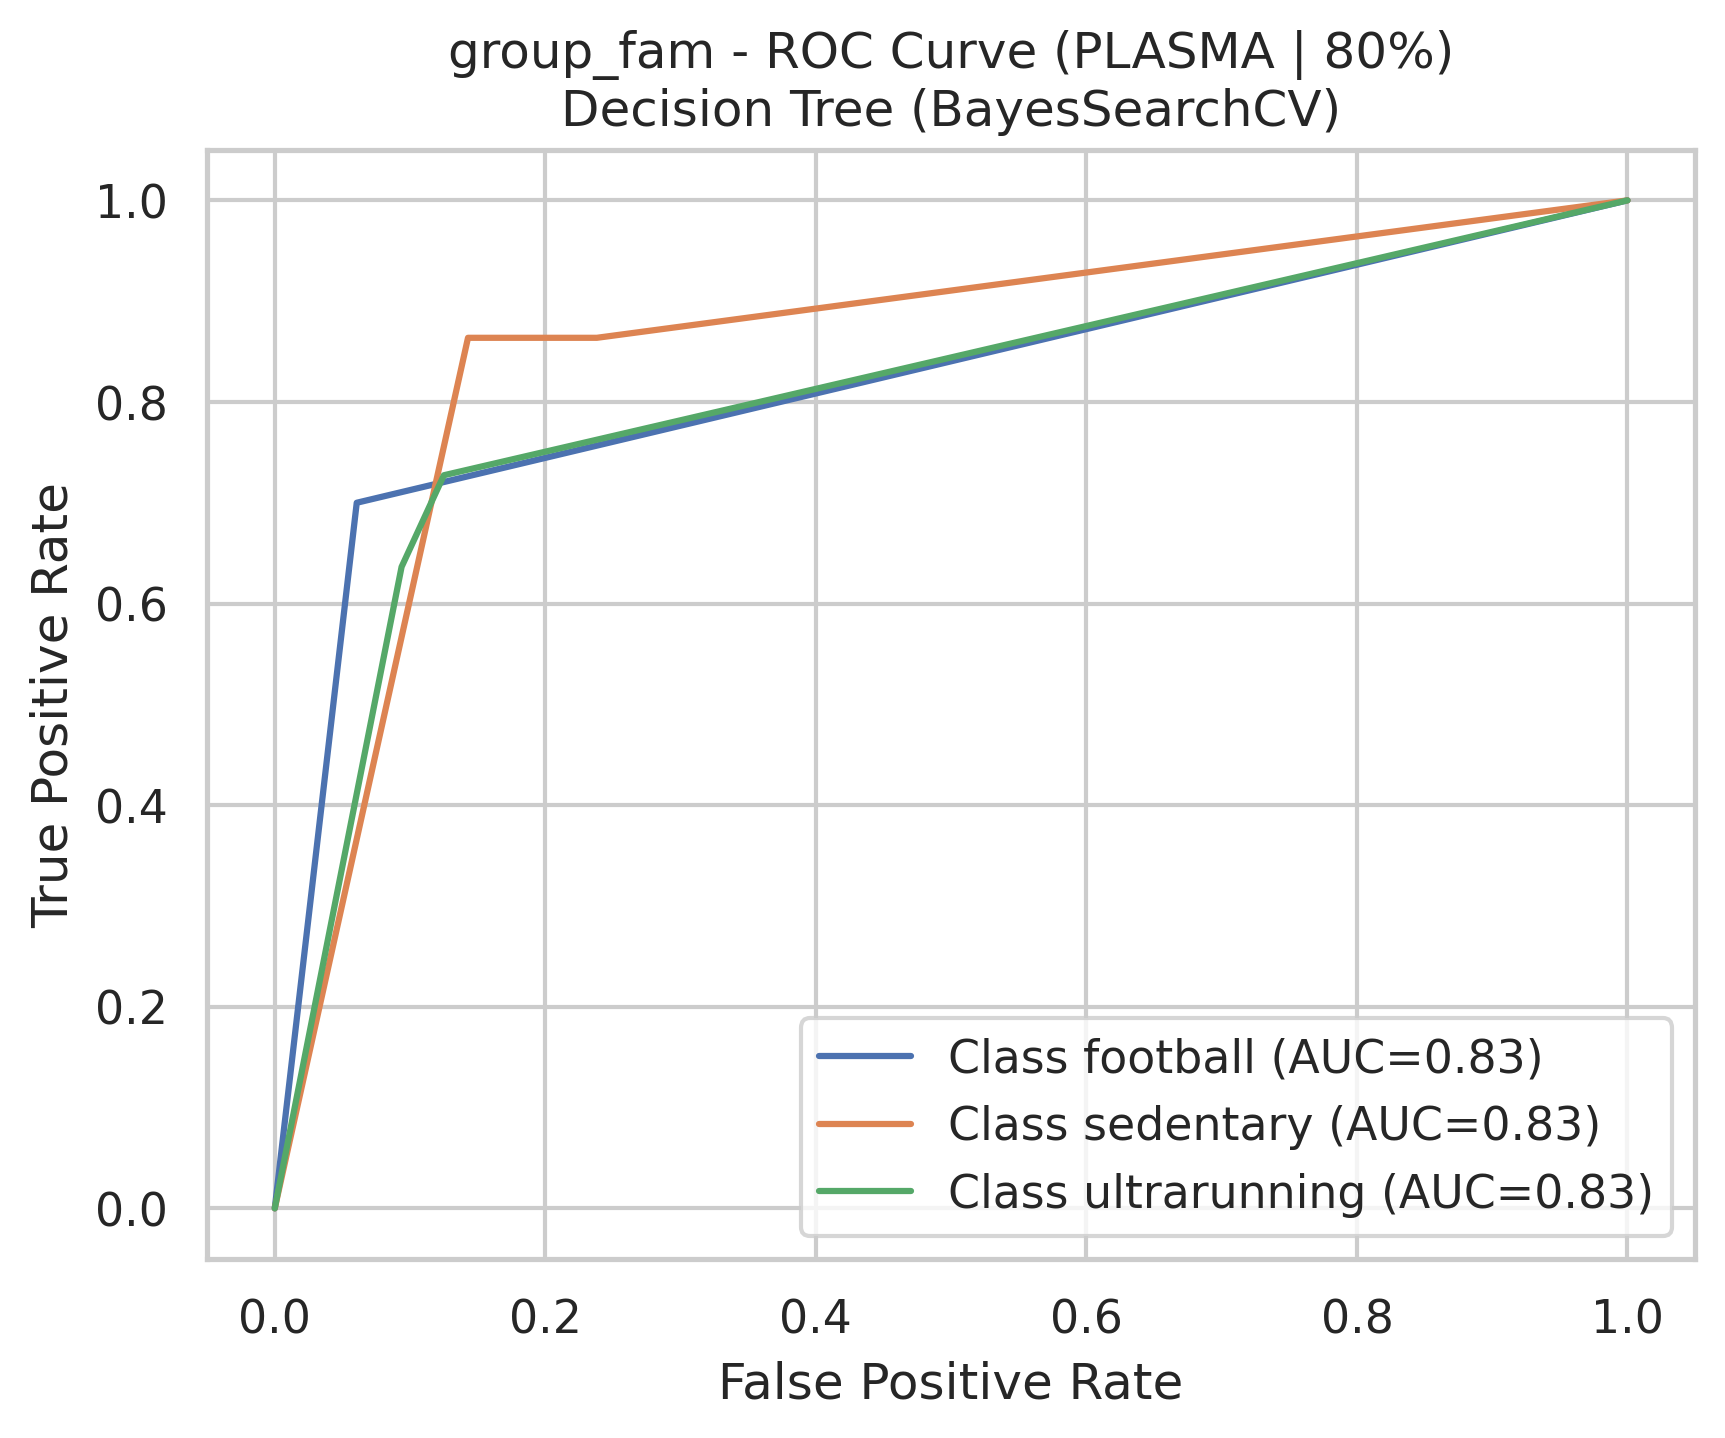 group_fam - ROC Curve (PLASMA | 80%)
Decision Tree (BayesSearchCV)
1.0
0.8
0.6
0.4
0.2
0.0
True Positive Rate
Class football (AUC=0.83)
Class sedentary (AUC=0.83)
Class ultrarunning (AUC=0.83)
0.0 0.2 0.4 0.6 0.8 1.0
False Positive Rate